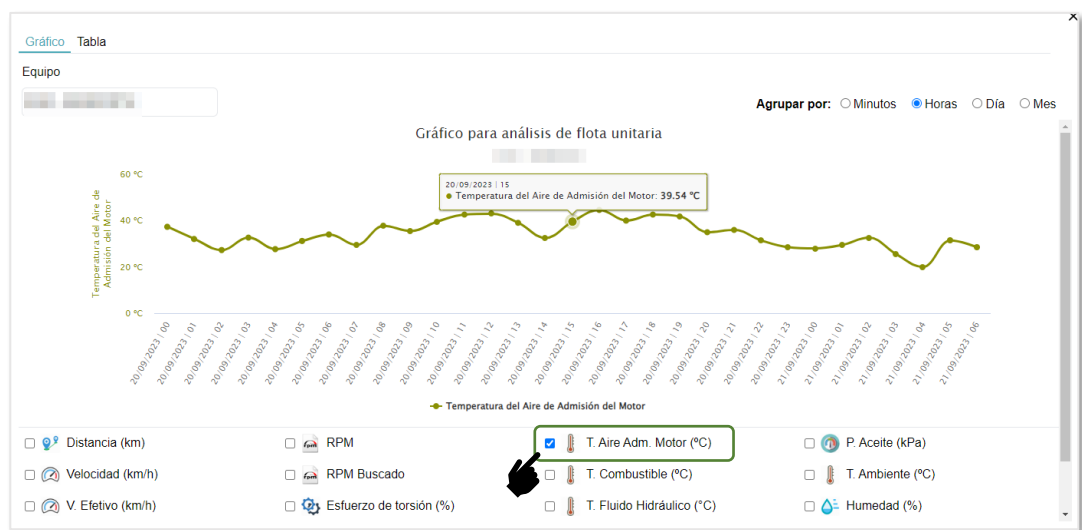 x
Gráfico Tabla
Equipo
Agrupar por: Minutos Horas Día Mes
Gráfico para análisis de flota unitaria
60 ºC
40 ºC
20 ºC
0 ºC
Temperatura del Aire de
Admisión del Motor
20/09/2023 | 15
Temperatura del Aire de Admisión del Motor: 39.54 ºC
20/09/2023 | 00
20/09/2023 | 01
20/09/2023 | 02
20/09/2023 | 03
20/09/2023 | 04
20/09/2023 | 05
20/09/2023 | 06
20/09/2023 | 07
20/09/2023 | 08
20/09/2023 | 09
20/09/2023 | 10
20/09/2023 | 11
20/09/2023 | 12
20/09/2023 | 13
20/09/2023 | 14
20/09/2023 | 15
20/09/2023 | 16
20/09/2023 | 17
20/09/2023 | 18
20/09/2023 | 19
20/09/2023 | 20
20/09/2023 | 21
20/09/2023 | 22
20/09/2023 | 23
21/09/2023 | 00
21/09/2023 | 01
21/09/2023 | 02
21/09/2023 | 03
21/09/2023 | 04
21/09/2023 | 05
21/09/2023 | 06
Temperatura del Aire de Admisión del Motor
Distancia (km) rpm RPM T. Aire Adm. Motor (ºC) P. Aceite (kPa)
Velocidad (km/h) rpm RPM Buscado T. Combustible (ºC) T. Ambiente (ºC)
V. Efetivo (km/h) Esfuerzo de torsión (%) T. Fluido Hidráulico (°C) Humedad (%)